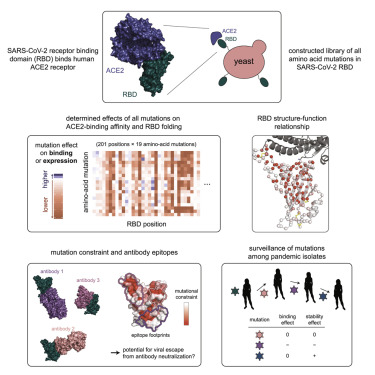 SARS-CoV-2 receptor binding
domain (RBD) binds human
ACE2 receptor
ACE2
RBD
ACE2
RBD
yeast
constructed library of all
amino acid mutations in
SARS-CoV-2 RBD
determined effects of all mutations on
ACE2-binding affinity and RBD folding
mutation effect
on binding
or expression
higher
lower
(201 positions × 19 amino-acid mutations)
amino-acid mutation
...
RBD position
RBD structure-function
relationship
mutation constraint and antibody epitopes
antibody 1
antibody 3
antibody 2
mutational
constraint
epitope footprints
potential for viral escape
from antibody neutralization?
surveillance of mutations
among pandemic isolates
mutation
binding
effect
stability
effect
0 0
– –
0 +